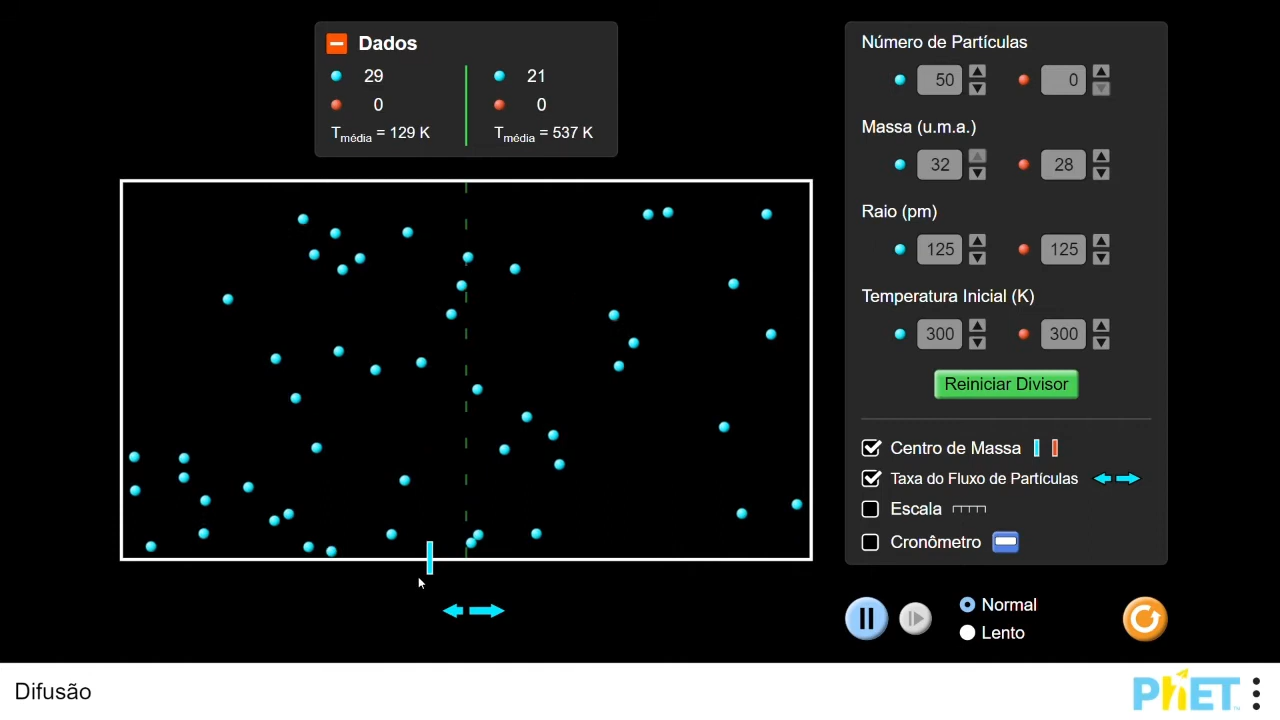 Dados
29 21
0 0
Tmédia = 129 K Tmédia = 537 K
Número de Partículas
50 0
Massa (u.m.a.)
32 28
Raio (pm)
125 125
Temperatura Inicial (K)
300 300
Reiniciar Divisor
Centro de Massa
Taxa do Fluxo de Partículas
Escala
Cronômetro
Normal
Lento
Difusão
PhET